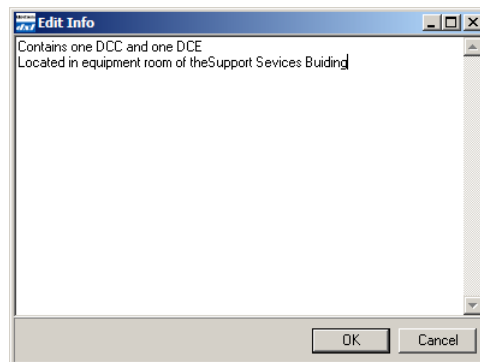 Edit Info
Contains one DCC and one DCE
Located in equipment room of theSupport Sevices Buiding
OK
Cancel